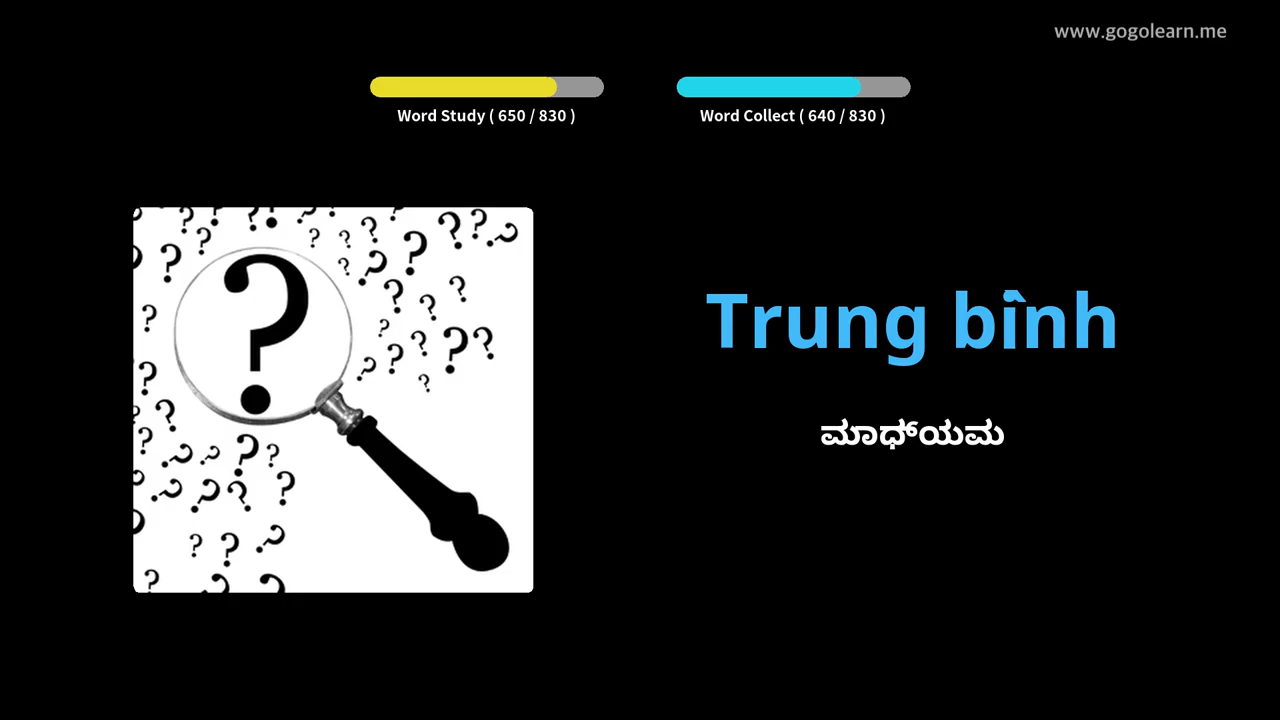 www.gogolearn.me
Word Study ( 650 / 830 )
Word Collect ( 640 / 830 )
Trung bình
ಮಾಧ್‌ಯಮ